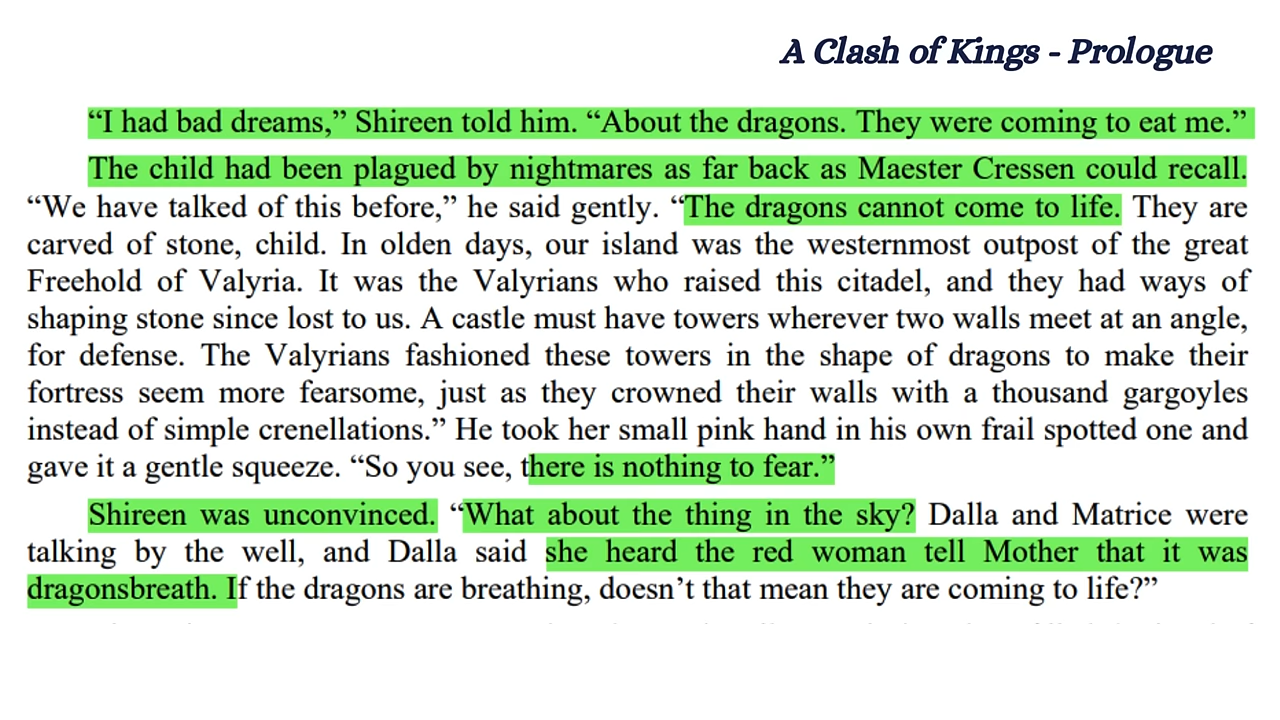 A Clash of Kings - Prologue
“I had bad dreams,” Shireen told him. “About the dragons. They were coming to eat me.”
The child had been plagued by nightmares as far back as Maester Cressen could recall.
“We have talked of this before,” he said gently. “The dragons cannot come to life. They are
carved of stone, child. In olden days, our island was the westernmost outpost of the great
Freehold of Valyria. It was the Valyrians who raised this citadel, and they had ways of
shaping stone since lost to us. A castle must have towers wherever two walls meet at an angle,
for defense. The Valyrians fashioned these towers in the shape of dragons to make their
fortress seem more fearsome, just as they crowned their walls with a thousand gargoyles
instead of simple crenellations.” He took her small pink hand in his own frail spotted one and
gave it a gentle squeeze. “So you see, there is nothing to fear.”
Shireen was unconvinced. “What about the thing in the sky? Dalla and Matrice were
talking by the well, and Dalla said she heard the red woman tell Mother that it was
dragonsbreath. If the dragons are breathing, doesn’t that mean they are coming to life?”